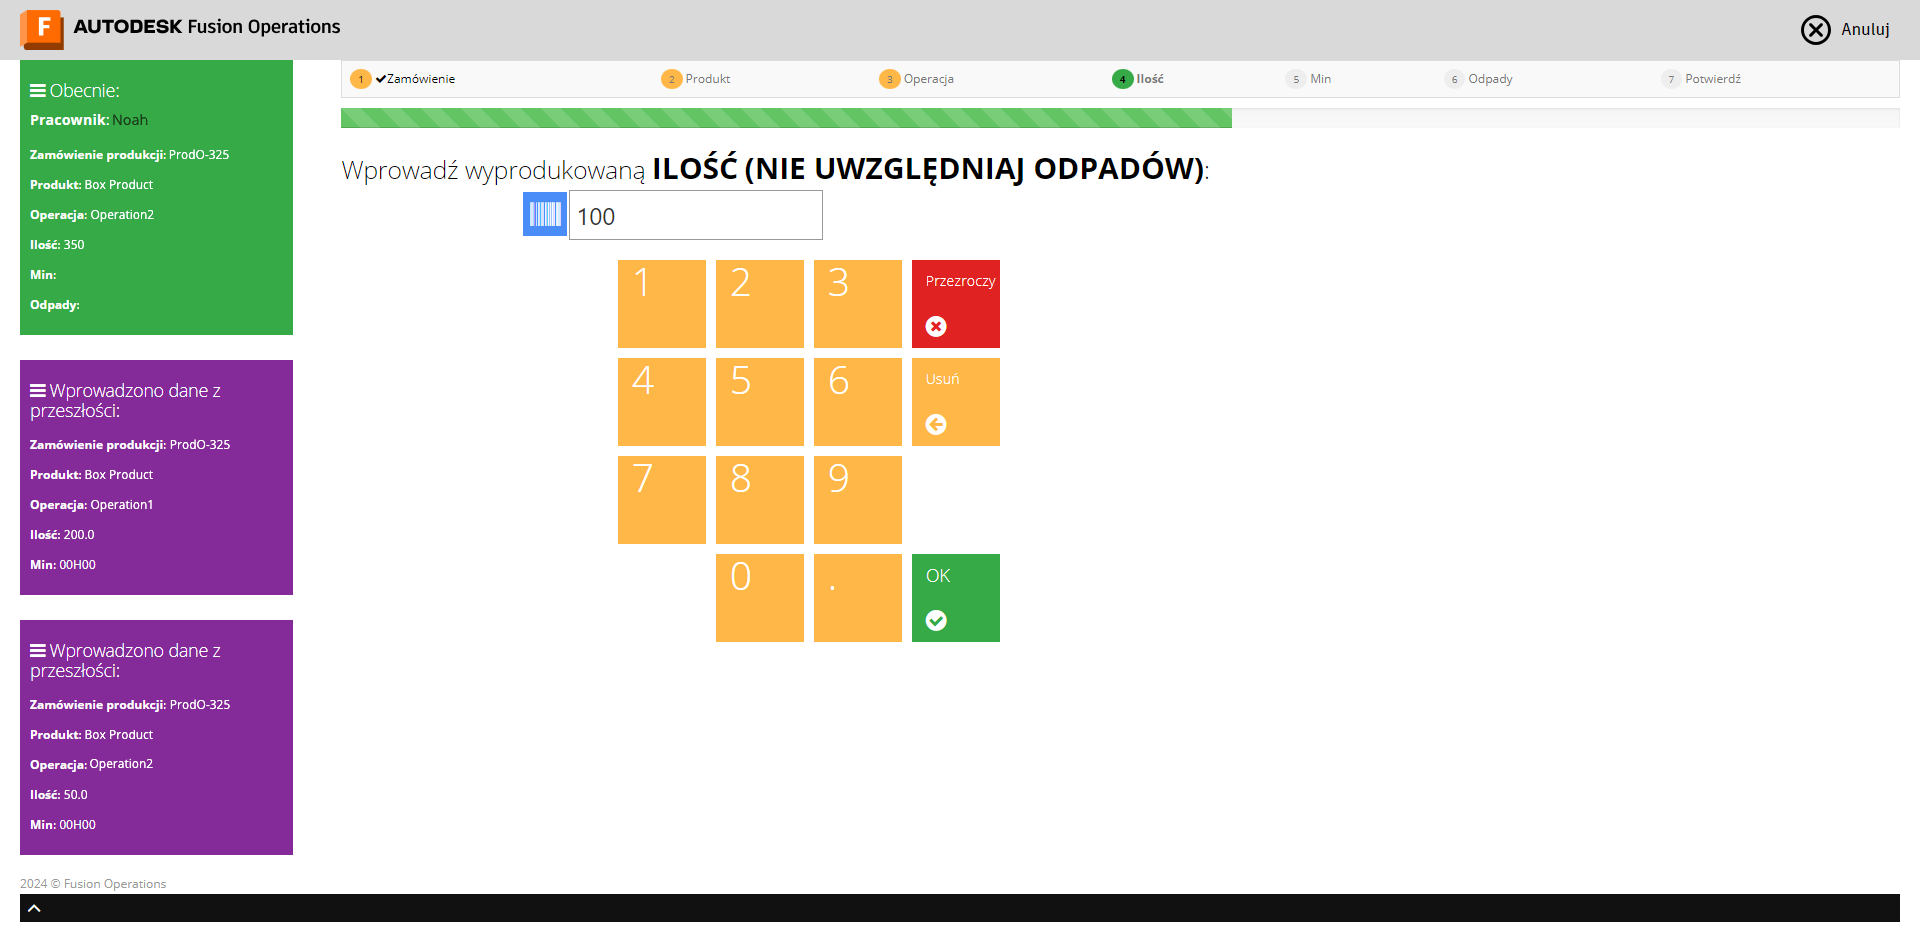 F AUTODESK Fusion Operations
Anuluj
Obecnie:
Pracownik: Noah
Zamówienie produkcji: ProdO-325
Produkt: Box Product
Operacja: Operation2
Ilość: 350
Min:
Odpady:
Wprowadzono dane z
przeszłości:
Zamówienie produkcji: ProdO-325
Produkt: Box Product
Operacja: Operation1
Ilość: 200.0
Min: 00H00
Wprowadzono dane z
przeszłości:
Zamówienie produkcji: ProdO-325
Produkt: Box Product
Operacja: Operation2
Ilość: 50.0
Min: 00H00
1 Zamówienie 2 Produkt 3 Operacja 4 Ilość 5 Min 6 Odpady 7 Potwierdź
Wprowadź wyprodukowaną ILOŚĆ (NIE UWZGLĘDNIAJ ODPADÓW):
100
1 2 3 Przezroczy
4 5 6 Usuń
7 8 9
0 . OK
2024 © Fusion Operations